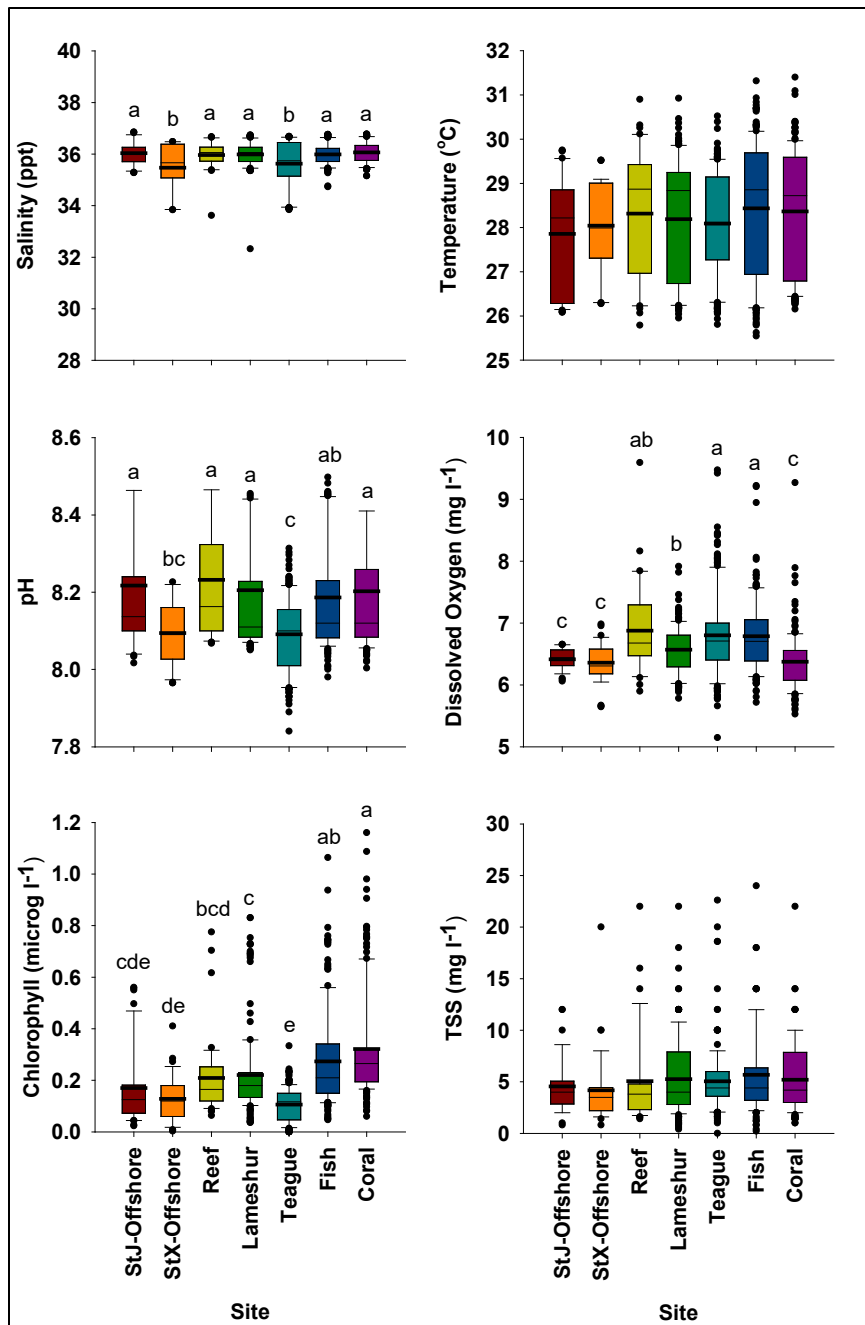 40
38
36
34
32
30
28
Salinity (ppt)
a b a a b a a
32
31
30
29
28
27
26
25
Temperature (°C)
8.6
8.4
8.2
8.0
7.8
pH
a bc a a c ab a
10
9
8
7
6
5
Dissolved Oxygen (mg l-1)
c c ab b a a c
1.2
1.0
0.8
0.6
0.4
0.2
0.0
Chlorophyll (microg l-1)
cde de bcd c e ab a
StJ-Offshore
StX-Offshore
Reef
Lameshur
Teague
Fish
Coral
Site
30
25
20
15
10
5
0
TSS (mg l-1)
StJ-Offshore
StX-Offshore
Reef
Lameshur
Teague
Fish
Coral
Site